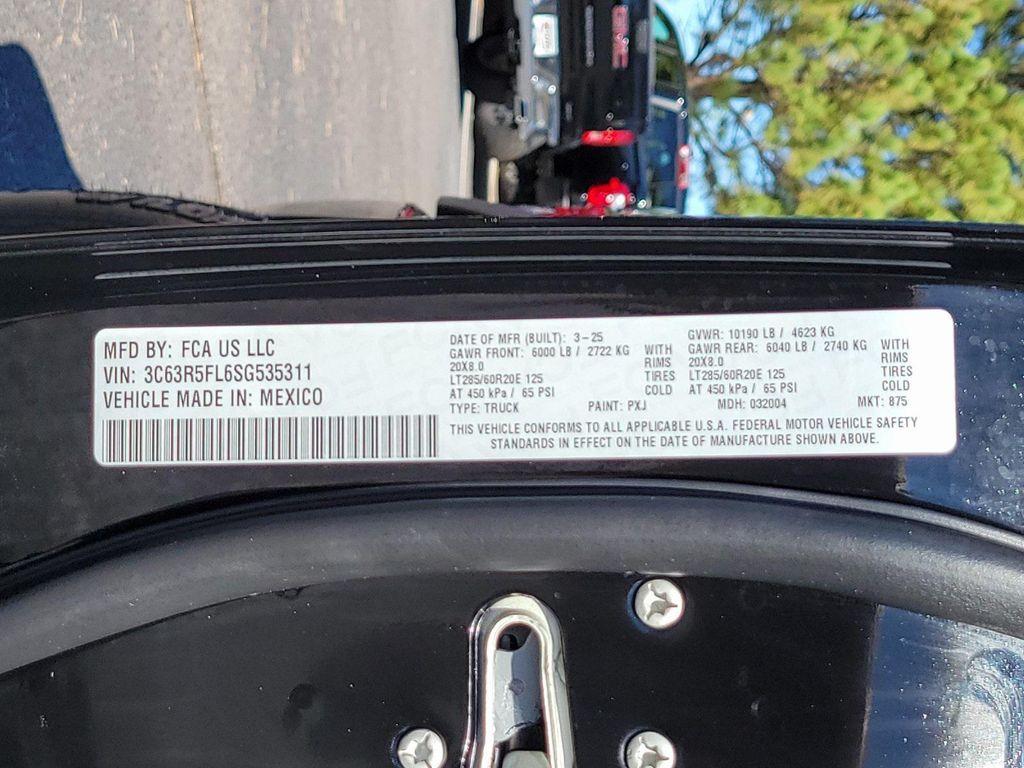 MFD BY: FCA US LLC
VIN: 3C63R5FL6SG535311
VEHICLE MADE IN: MEXICO
DATE OF MFR (BUILT): 3-25
GAWR FRONT: 6000 LB / 2722 KG WITH
20X8.0 RIMS
LT285/60R20E 125 TIRES
AT 450 kPa / 65 PSI COLD
GVWR: 10190 LB / 4623 KG
GAWR REAR: 6040 LB / 2740 KG WITH
20X8.0 RIMS
LT285/60R20E 125 TIRES
AT 450 kPa / 65 PSI COLD
TYPE: TRUCK PAINT: PXJ MDH: 032004 MKT: 875
THIS VEHICLE CONFORMS TO ALL APPLICABLE U.S.A. FEDERAL MOTOR VEHICLE SAFETY
STANDARDS IN EFFECT ON THE DATE OF MANUFACTURE SHOWN ABOVE.
GMC